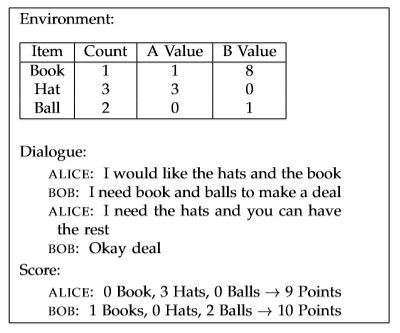 Environment:
Item Count A Value B Value
Book 1 1 8
Hat 3 3 0
Ball 2 0 1
Dialogue:
ALICE: I would like the hats and the book
BOB: I need book and balls to make a deal
ALICE: I need the hats and you can have
the rest
BOB: Okay deal
Score:
ALICE: 0 Book, 3 Hats, 0 Balls → 9 Points
BOB: 1 Books, 0 Hats, 2 Balls → 10 Points